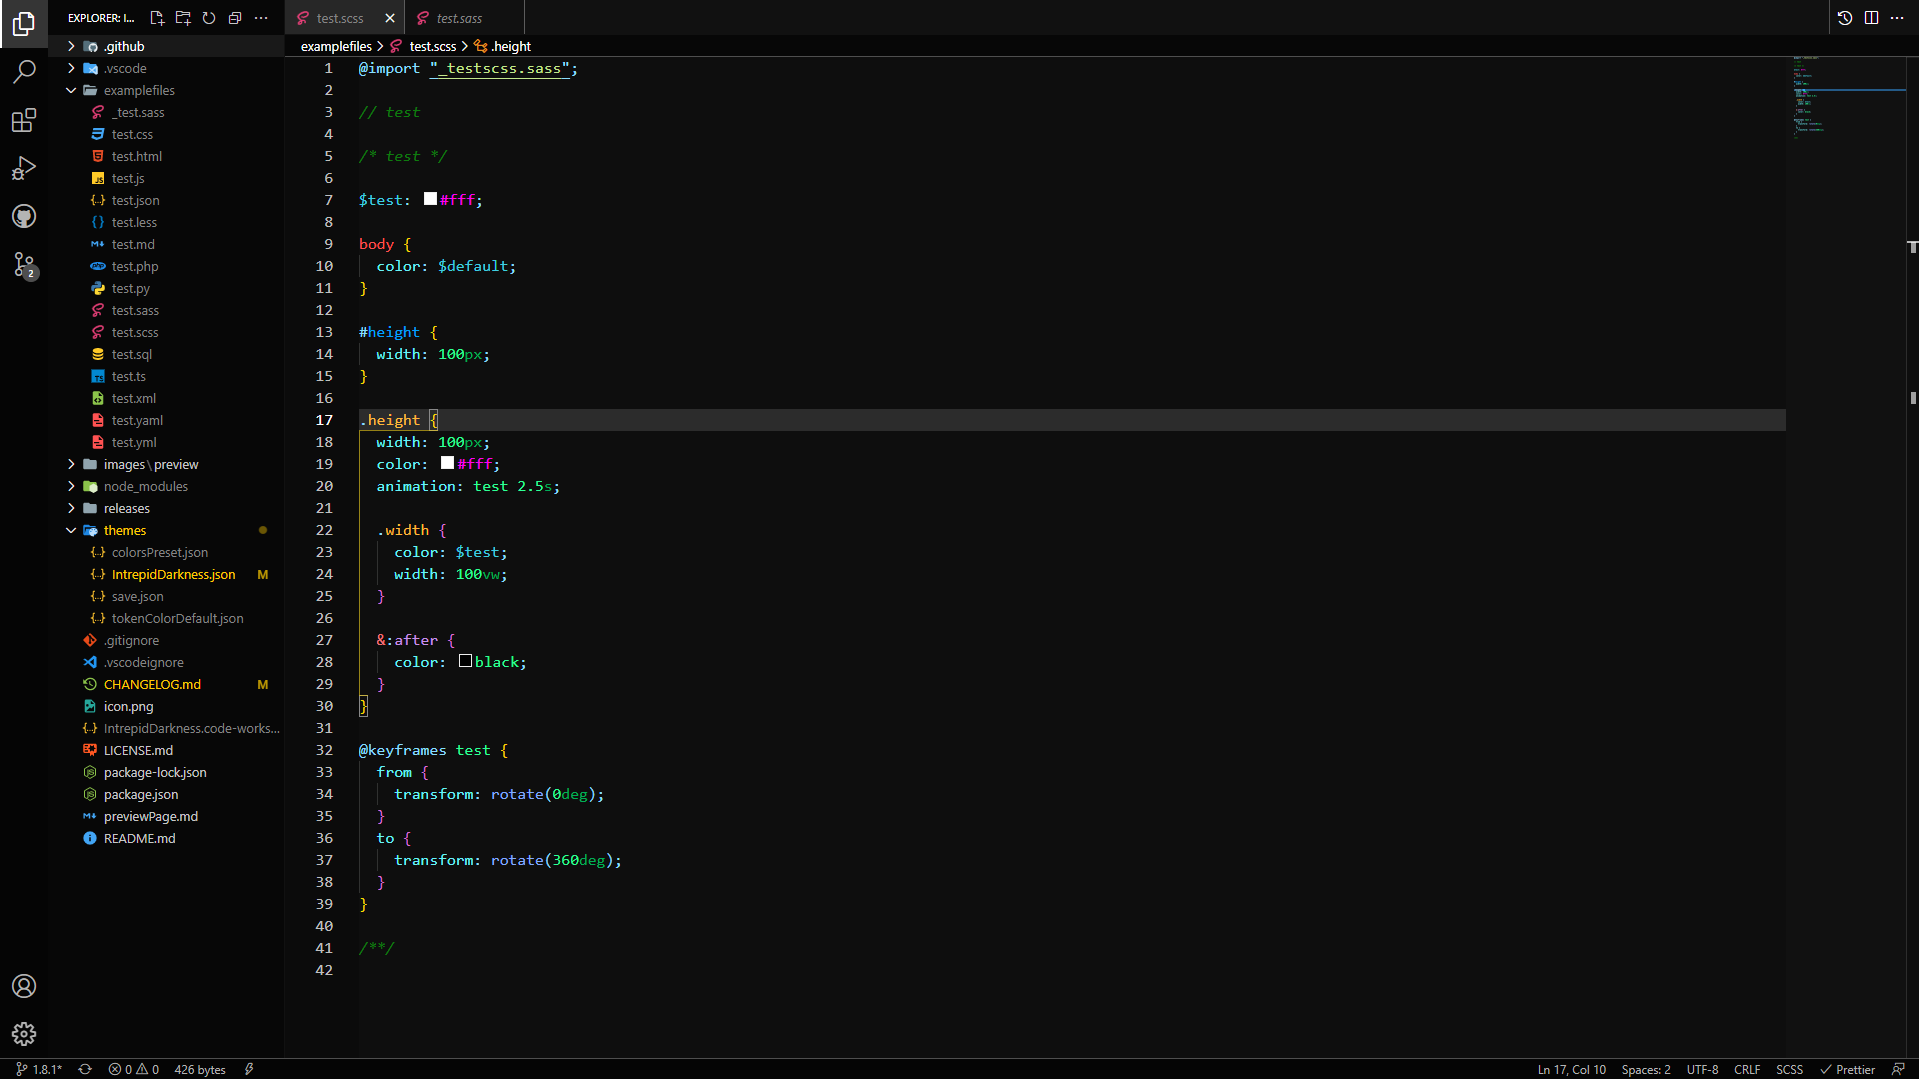 EXPLORER: I...
.github
.vscode
examplefiles
_test.sass
test.css
test.html
test.js
test.json
test.less
test.md
test.php
test.py
test.sass
test.scss
test.sql
test.ts
test.xml
test.yaml
test.yml
images\preview
node_modules
releases
themes
colorsPreset.json
IntrepidDarkness.json M
save.json
tokenColorDefault.json
.gitignore
.vscodeignore
CHANGELOG.md M
icon.png
IntrepidDarkness.code-works...
LICENSE.md
package-lock.json
package.json
previewPage.md
README.md
2
test.scss test.sass
examplefiles > test.scss > .height
1 @import "_testscss.sass";
2
3 // test
4
5 /* test */
6
7 $test: #fff;
8
9 body {
10 color: $default;
11 }
12
13 #height {
14 width: 100px;
15 }
16
17 .height {
18 width: 100px;
19 color: #fff;
20 animation: test 2.5s;
21
22 .width {
23 color: $test;
24 width: 100vw;
25 }
26
27 &:after {
28 color: black;
29 }
30 }
31
32 @keyframes test {
33 from {
34 transform: rotate(0deg);
35 }
36 to {
37 transform: rotate(360deg);
38 }
39 }
40
41 /**/
42
1.8.1* 0 0 426 bytes Ln 17, Col 10 Spaces: 2 UTF-8 CRLF SCSS Prettier